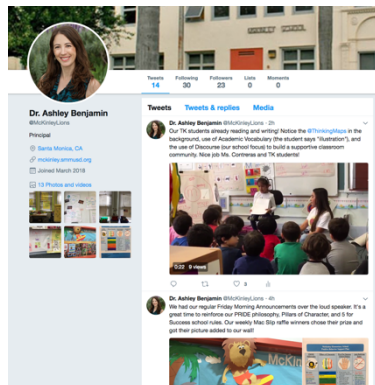 McKINLEY SCHOOL
Tweets Following Followers Lists Moments
14 30 23 0 0
Dr. Ashley Benjamin
@McKinleyLions
Principal
Santa Monica, CA
mckinley.smmusd.org
Joined March 2018
13 Photos and videos
Tweets Tweets & replies Media
Dr. Ashley Benjamin @McKinleyLions · 2h
Our TK students already reading and writing! Notice the @ThinkingMaps in the
background, use of Academic Vocabulary (the student says "illustration"), and
the use of Discourse (our school focus) to build a supportive classroom
community. Nice job Ms. Contreras and TK students!
0:22 9 views
3
Dr. Ashley Benjamin @McKinleyLions · 4h
We had our regular Friday Morning Announcements over the loud speaker. It's a
great time to reinforce our PRIDE philosophy, Pillars of Character, and 5 for
Success school rules. Our weekly Mac Slip raffle winners chose their prize and
got their picture added to our wall!
McKin